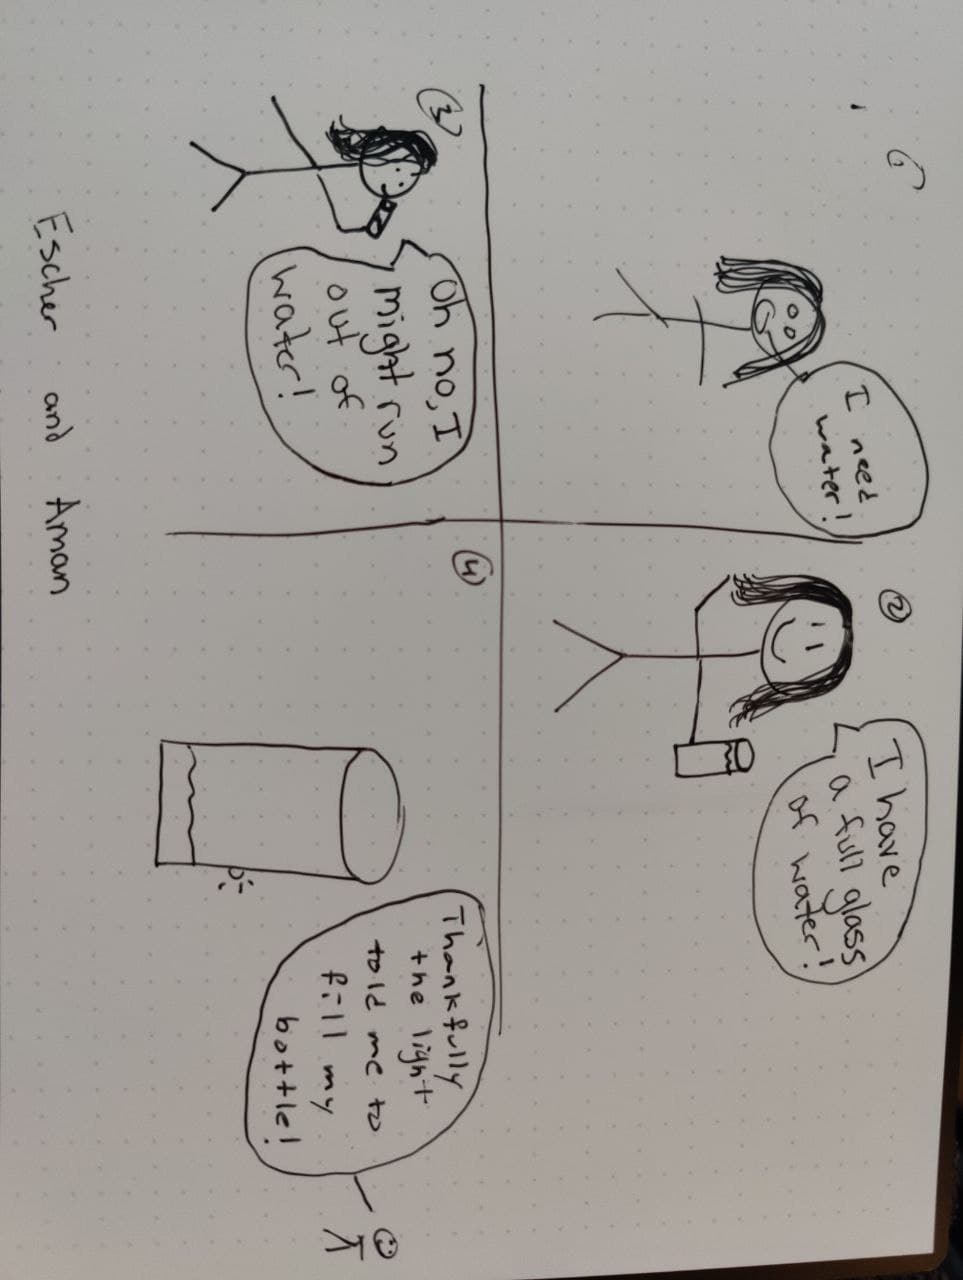 I need
water!
②
I have
a full glass
of water!
③
Oh no, I
might run
out of
water!
④
Thankfully
the light
told me to
fill my
bottle!
Escher and Aman